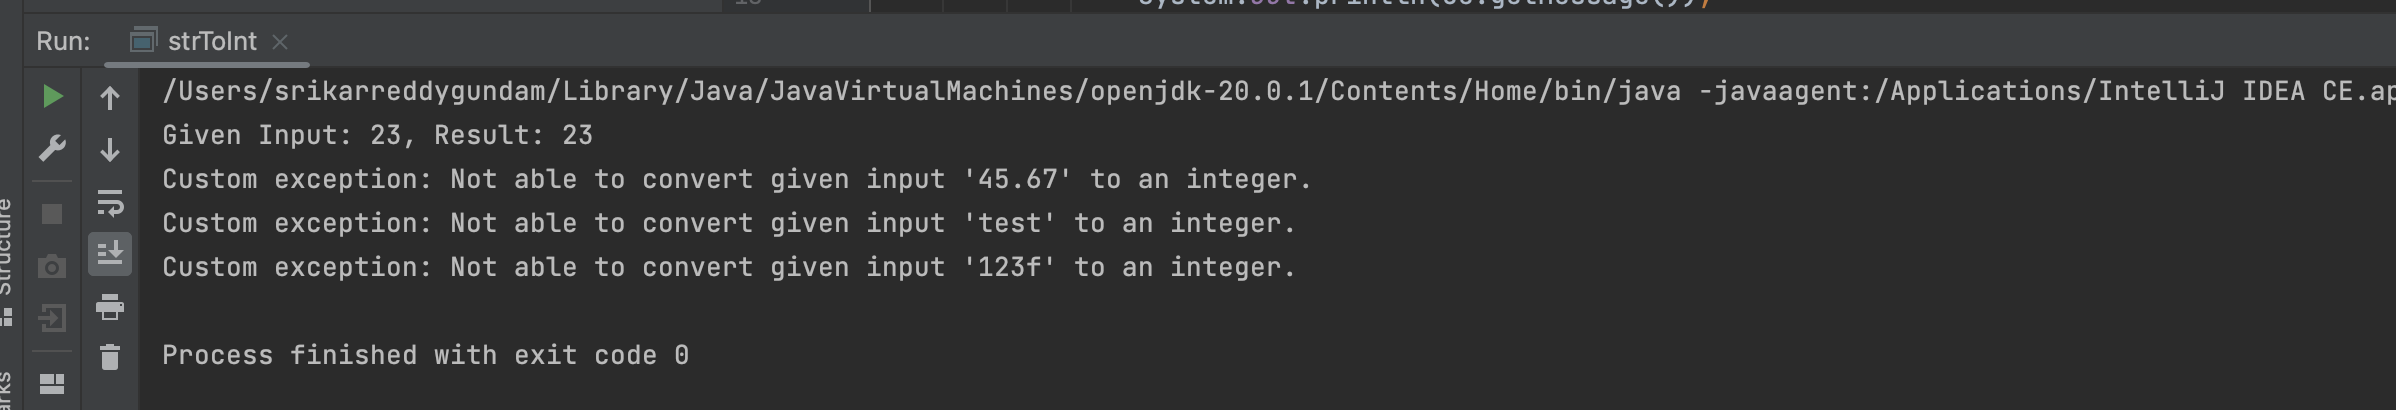 Run: strToInt
/Users/srikarreddygundam/Library/Java/JavaVirtualMachines/openjdk-20.0.1/Contents/Home/bin/java -javaagent:/Applications/IntelliJ IDEA CE.ap
Given Input: 23, Result: 23
Custom exception: Not able to convert given input '45.67' to an integer.
Custom exception: Not able to convert given input 'test' to an integer.
Custom exception: Not able to convert given input '123f' to an integer.
Process finished with exit code 0
Structure